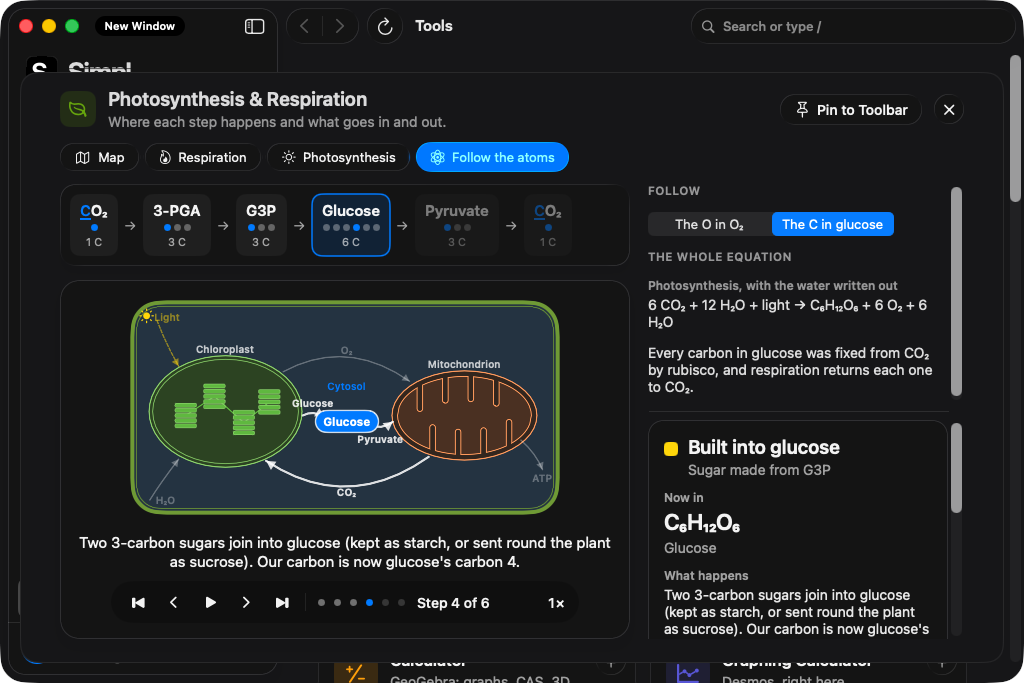 New Window
Tools
Search or type /
Simpl
Photosynthesis & Respiration
Where each step happens and what goes in and out.
Pin to Toolbar
Map
Respiration
Photosynthesis
Follow the atoms
CO₂
1 C
3-PGA
3 C
G3P
3 C
Glucose
6 C
Pyruvate
3 C
CO₂
1 C
Light
Chloroplast
O₂
Mitochondrion
Cytosol
Glucose
Glucose
Pyruvate
H₂O
CO₂
ATP
Two 3-carbon sugars join into glucose (kept as starch, or sent round the plant
as sucrose). Our carbon is now glucose's carbon 4.
Step 4 of 6
1×
FOLLOW
The O in O₂
The C in glucose
THE WHOLE EQUATION
Photosynthesis, with the water written out
6 CO₂ + 12 H₂O + light → C₆H₁₂O₆ + 6 O₂ + 6
H₂O
Every carbon in glucose was fixed from CO₂
by rubisco, and respiration returns each one
to CO₂.
Built into glucose
Sugar made from G3P
Now in
C₆H₁₂O₆
Glucose
What happens
Two 3-carbon sugars join into glucose
(kept as starch, or sent round the plant
as sucrose). Our carbon is now glucose's
Calculator
GeoGebra: graphs, CAS, 3D
Graphing Calculator
Desmos, right here